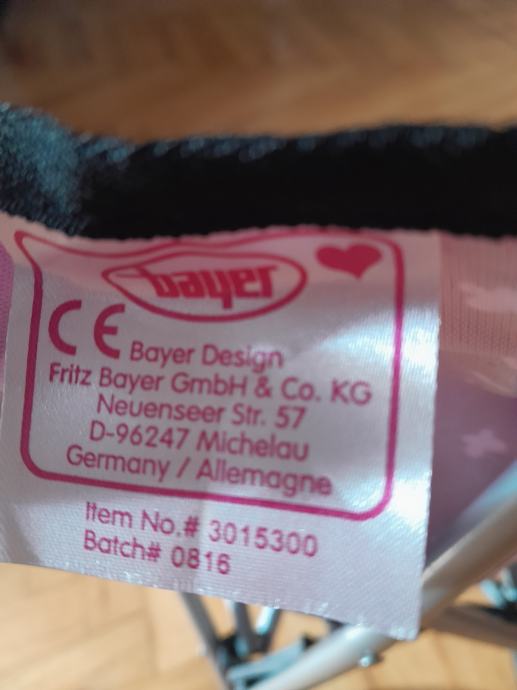 bayer
CE Bayer Design
Fritz Bayer GmbH & Co. KG
Neuenseer Str. 57
D-96247 Michelau
Germany / Allemagne
Item No.# 3015300
Batch# 0816